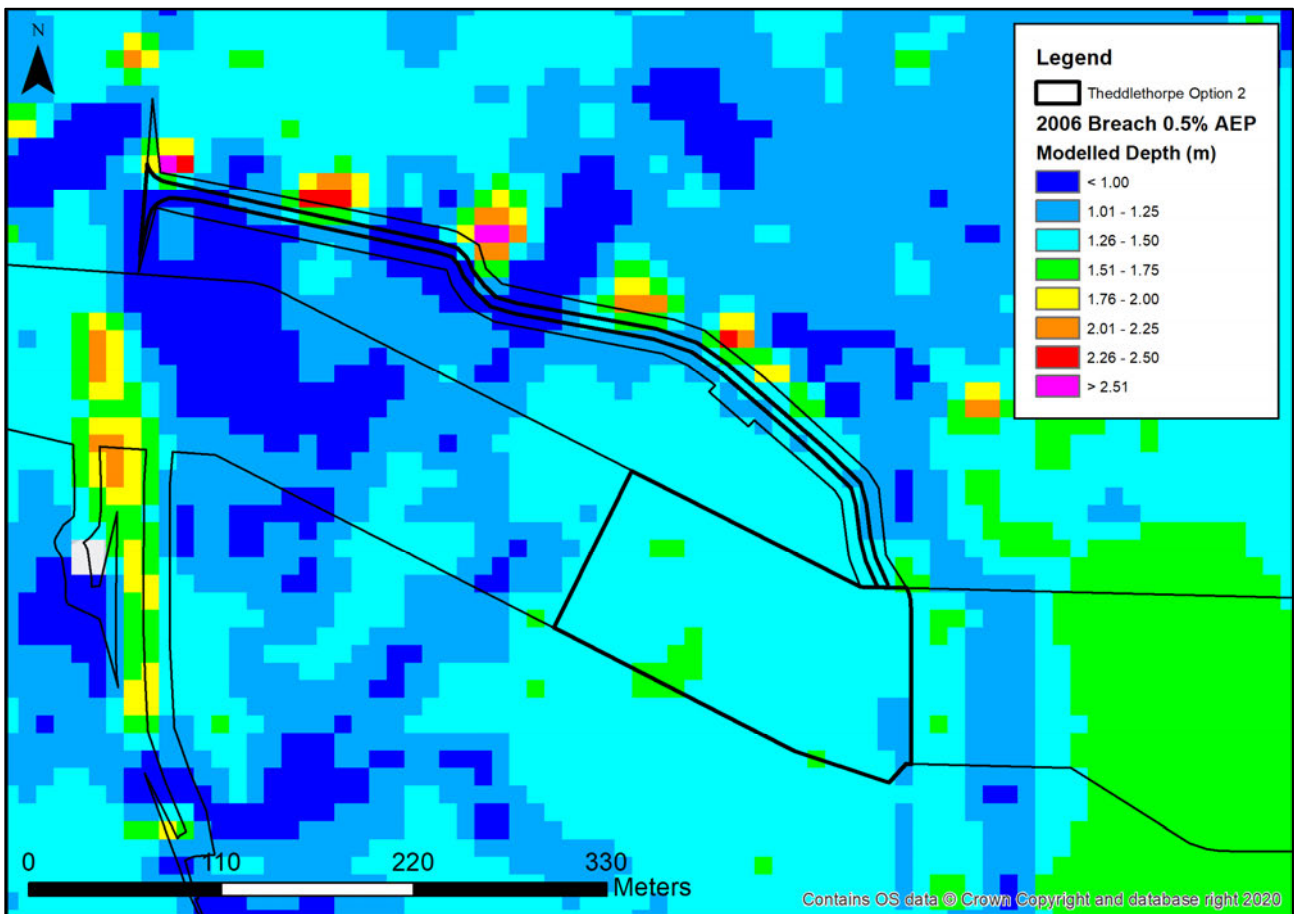 N
Legend
Theddlethorpe Option 2
2006 Breach 0.5% AEP
Modelled Depth (m)
< 1.00
1.01 - 1.25
1.26 - 1.50
1.51 - 1.75
1.76 - 2.00
2.01 - 2.25
2.26 - 2.50
> 2.51
0 110 220 330
Meters
Contains OS data © Crown Copyright and database right 2020